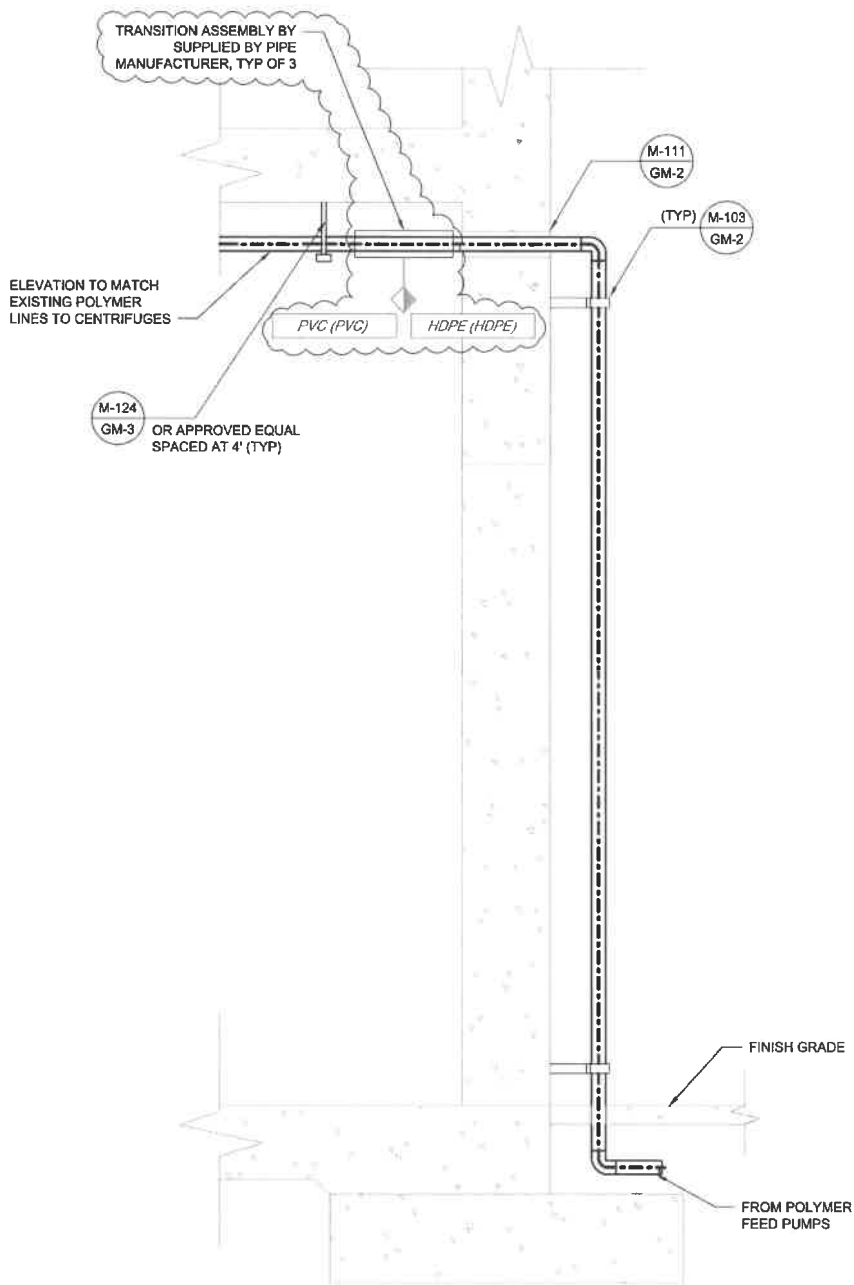 TRANSITION ASSEMBLY BY
SUPPLIED BY PIPE
MANUFACTURER, TYP OF 3
M-111
GM-2
(TYP)
M-103
GM-2
ELEVATION TO MATCH
EXISTING POLYMER
LINES TO CENTRIFUGES
PVC (PVC)
HDPE (HDPE)
M-124
GM-3
OR APPROVED EQUAL
SPACED AT 4' (TYP)
FINISH GRADE
FROM POLYMER
FEED PUMPS